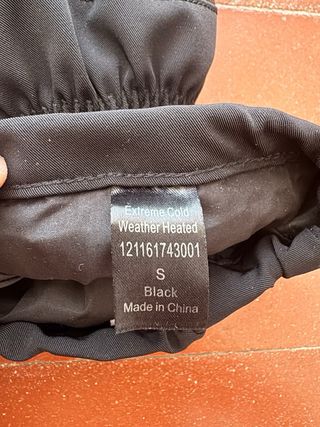 Extreme Cold
Weather Heated
121161743001
S
Black
Made in China